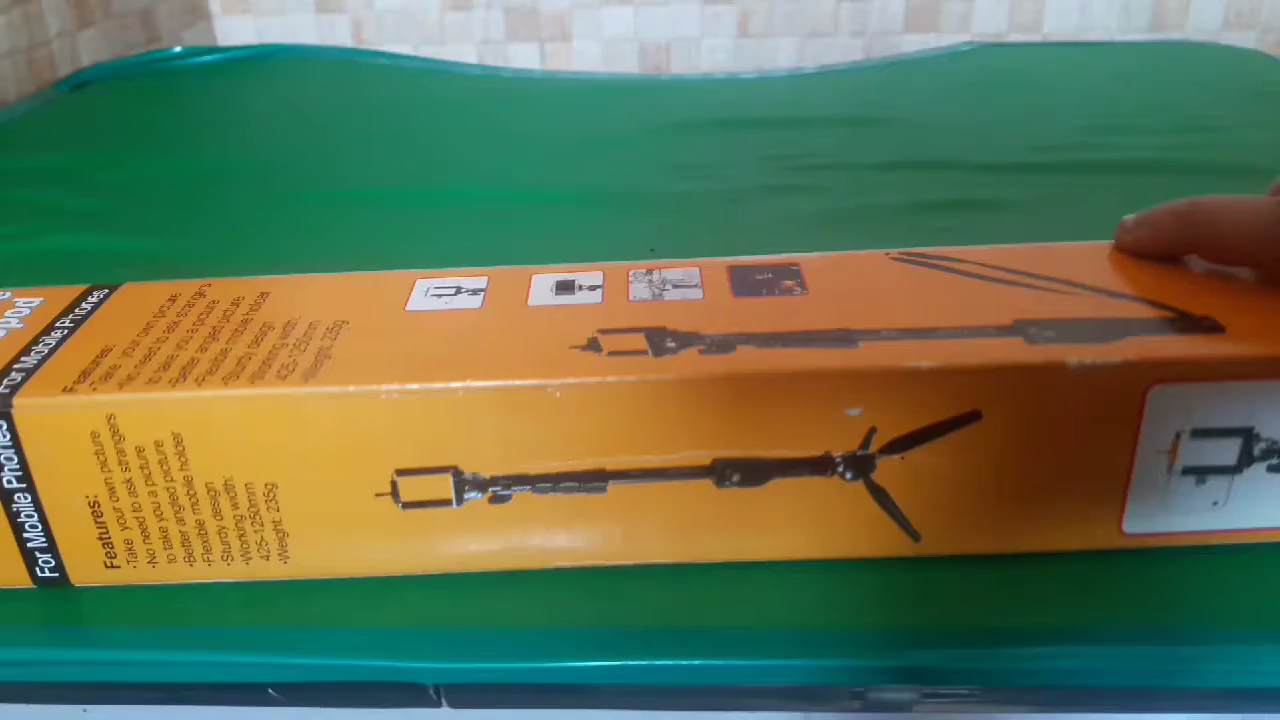 pod
For Mobile Phones
Features:
•Take your own picture
•No need to ask stranger's
to take you a picture
•Better angled picture
•Flexible mobile holder
•Sturdy design
•Working width:
425-1250mm
•Weight: 235g
For Mobile Phones
Features:
•Take your own picture
•No need to ask strangers
to take you a picture
•Better angled picture
•Flexible mobile holder
•Sturdy design
•Working width:
425-1250mm
•Weight: 235g